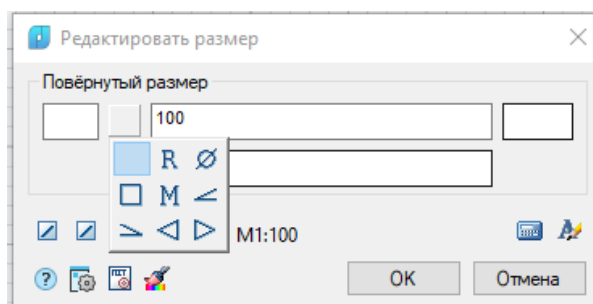 Редактировать размер
Повёрнутый размер
100
R Ø
M
M1:100
OK Отмена